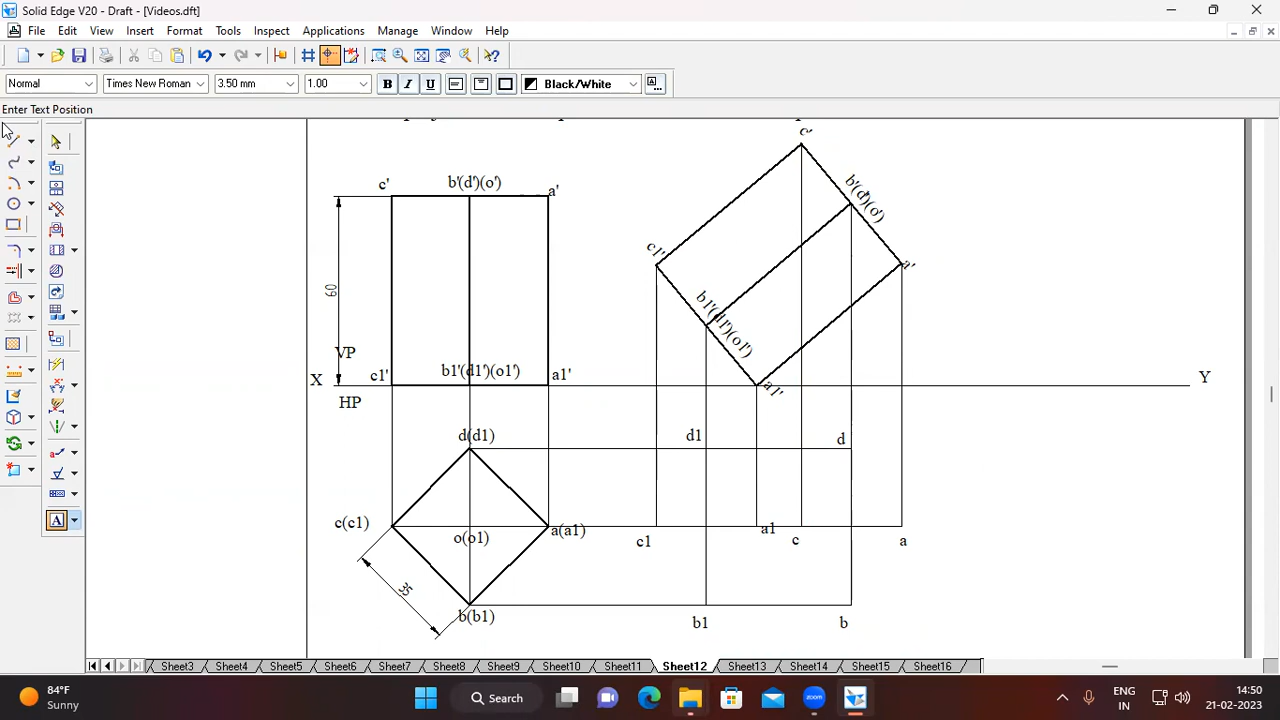 Solid Edge V20 - Draft - [Videos.dft]
File Edit View Insert Format Tools Inspect Applications Manage Window Help
Normal Times New Roman 3.50 mm 1.00 B I U Black/White
Enter Text Position
c'
c' b'(d')(o') a'
b'(d')(o')
c1' a'
60
b1'(d1')(o1')
VP
c1' b1'(d1')(o1') a1'
X Y
a1'
HP
d(d1) d1 d
c(c1) o(o1) a(a1) c1 a1 c a
35
b(b1) b1 b
Sheet3 Sheet4 Sheet5 Sheet6 Sheet7 Sheet8 Sheet9 Sheet10 Sheet11 Sheet12 Sheet13 Sheet14 Sheet15 Sheet16
84°F
Sunny
Search
zoom
ENG
IN
14:50
21-02-2023